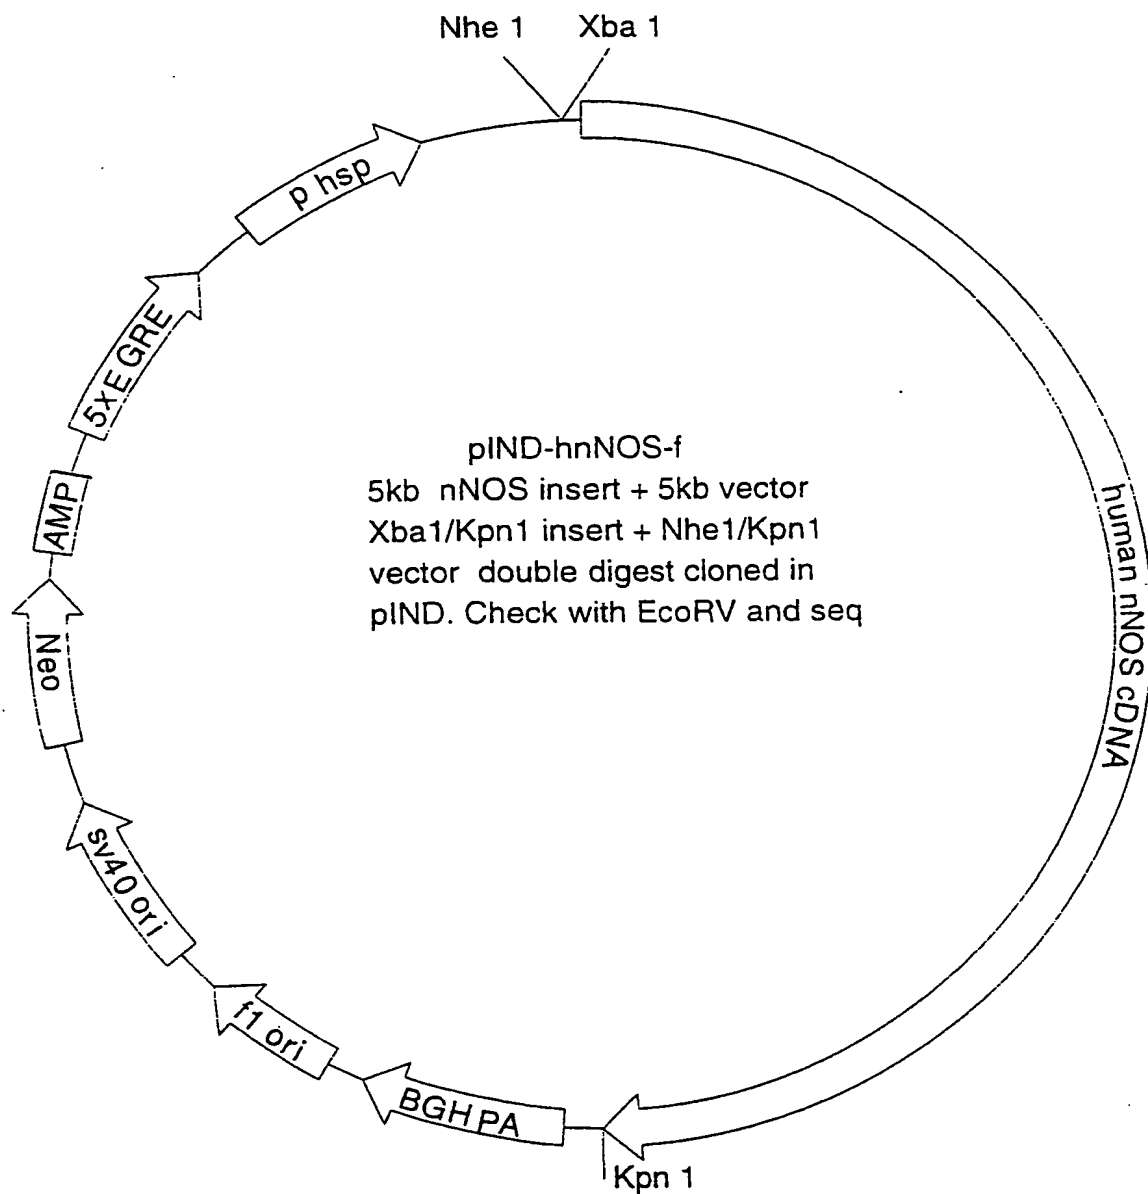 Nhe 1
Xba 1
p hsp
5xE GRE
AMP
Neo
sv40 ori
f1 ori
BGH PA
Kpn 1
human nNOS cDNA
pIND-hnNOS-f
5kb nNOS insert + 5kb vector
Xba1/Kpn1 insert + Nhe1/Kpn1
vector double digest cloned in
pIND. Check with EcoRV and seq